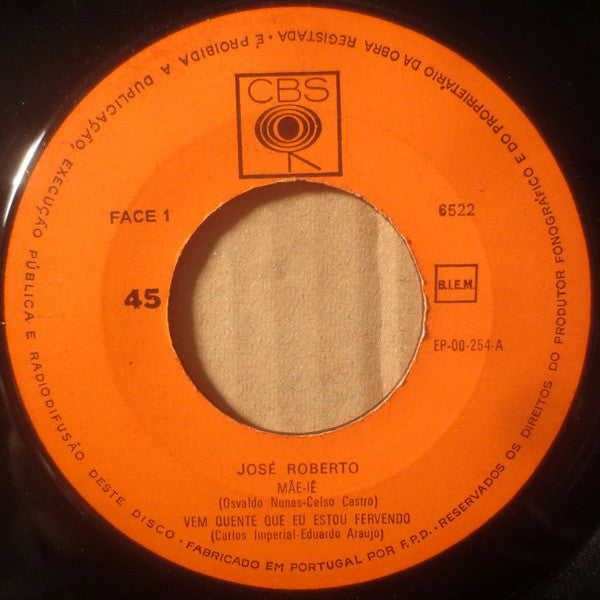 RESERVADOS OS DIREITOS DO PRODUTOR FONOGRÁFICO E DO PROPRIETÁRIO DA OBRA REGISTADA · É PROIBIDA A DUPLICAÇÃO, EXECUÇÃO PÚBLICA E RADIODIFUSÃO DESTE DISCO · FABRICADO EM PORTUGAL POR F.P.D. ·
CBS
FACE 1
6522
45
B.I.E.M.
EP-00-254-A
JOSÉ ROBERTO
MÃE-IÊ
(Osvaldo Nunes-Celso Castro)
VEM QUENTE QUE EU ESTOU FERVENDO
(Carlos Imperial-Eduardo Araujo)